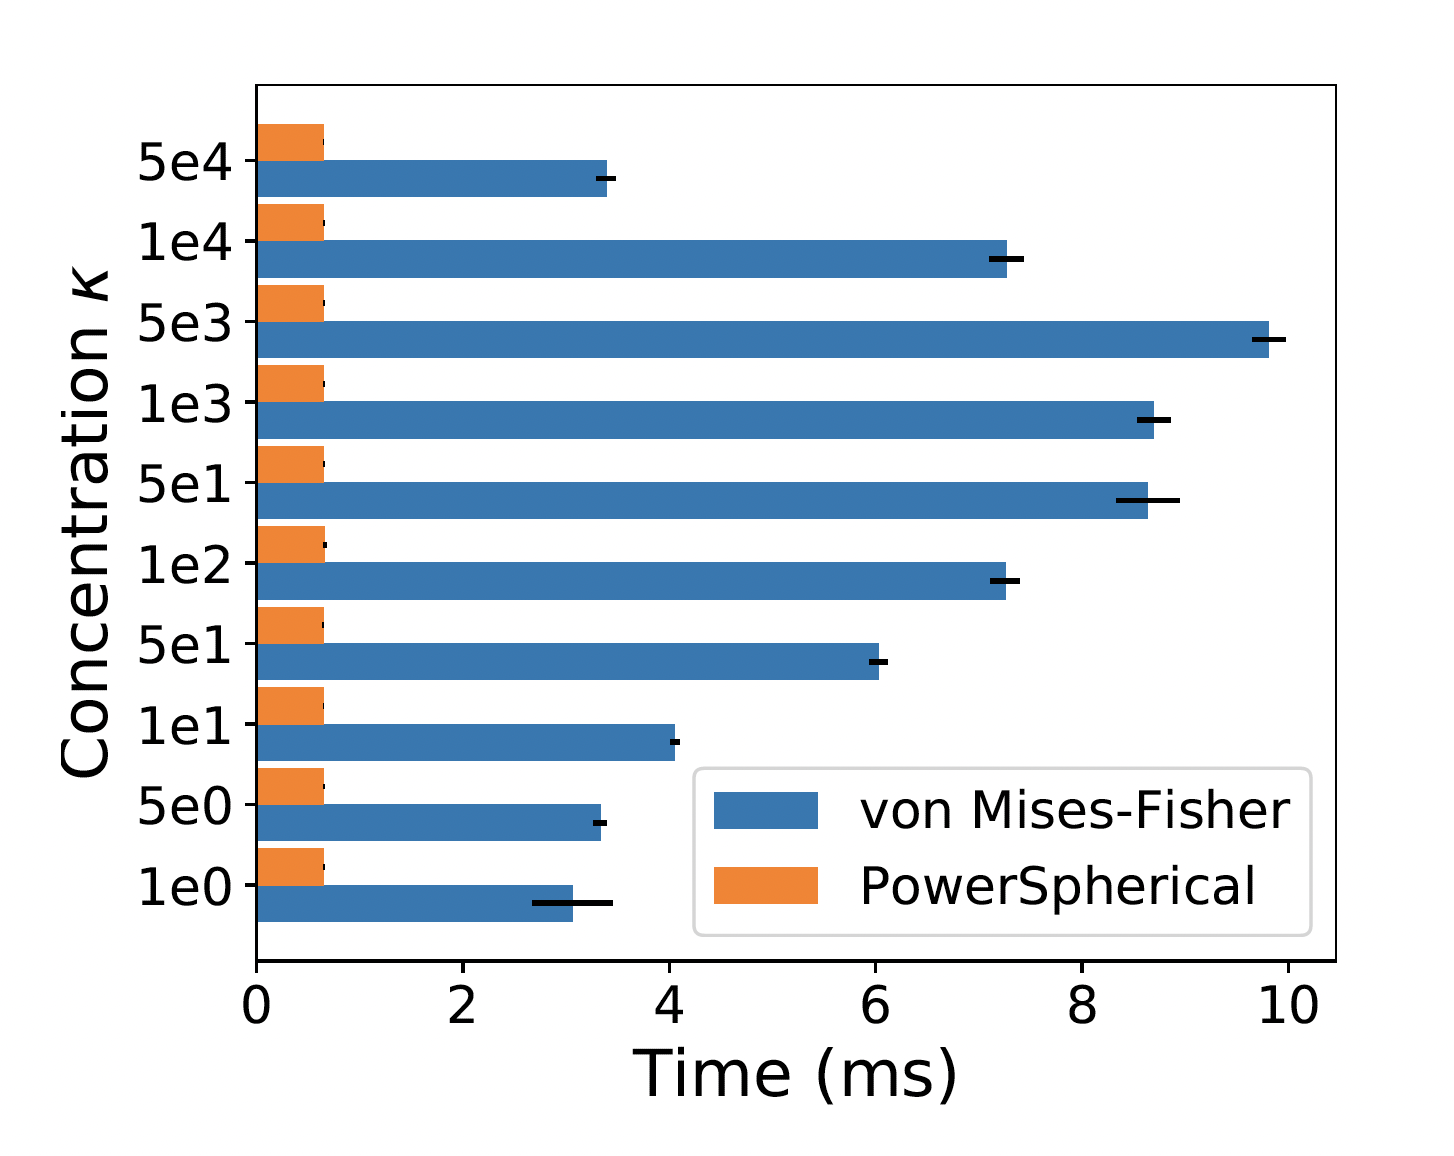 Concentration κ
5e4
1e4
5e3
1e3
5e1
1e2
5e1
1e1
5e0
1e0
von Mises-Fisher
PowerSpherical
0 2 4 6 8 10
Time (ms)